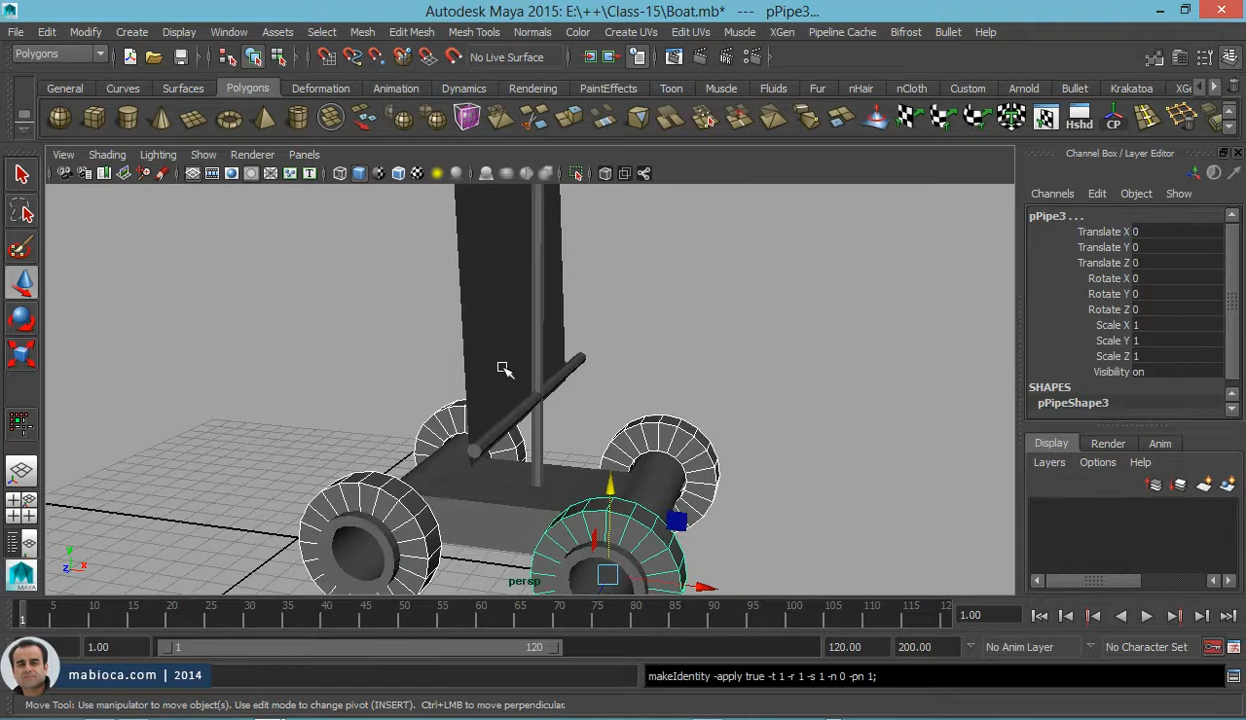 Autodesk Maya 2015: E:\++\Class-15\Boat.mb* --- pPipe3...
File Edit Modify Create Display Window Assets Select Mesh Edit Mesh Mesh Tools Normals Color Create UVs Edit UVs Muscle XGen Pipeline Cache Bifrost Bullet Help
Polygons No Live Surface
General Curves Surfaces Polygons Deformation Animation Dynamics Rendering PaintEffects Toon Muscle Fluids Fur nHair nCloth Custom Arnold Bullet Krakatoa XGe
Hshd CP
View Shading Lighting Show Renderer Panels
Channel Box / Layer Editor
Channels Edit Object Show
pPipe3 ...
Translate X 0
Translate Y 0
Translate Z 0
Rotate X 0
Rotate Y 0
Rotate Z 0
Scale X 1
Scale Y 1
Scale Z 1
Visibility on
SHAPES
pPipeShape3
Display Render Anim
Layers Options Help
y
z x
persp
5 10 15 20 25 30 35 40 45 50 55 60 65 70 75 80 85 90 95 100 105 110 115 12
1
1.00
1.00 1 120 120.00 200.00 No Anim Layer No Character Set
mabioca.com | 2014
makeIdentity -apply true -t 1 -r 1 -s 1 -n 0 -pn 1;
Move Tool: Use manipulator to move object(s). Use edit mode to change pivot (INSERT). Ctrl+LMB to move perpendicular.